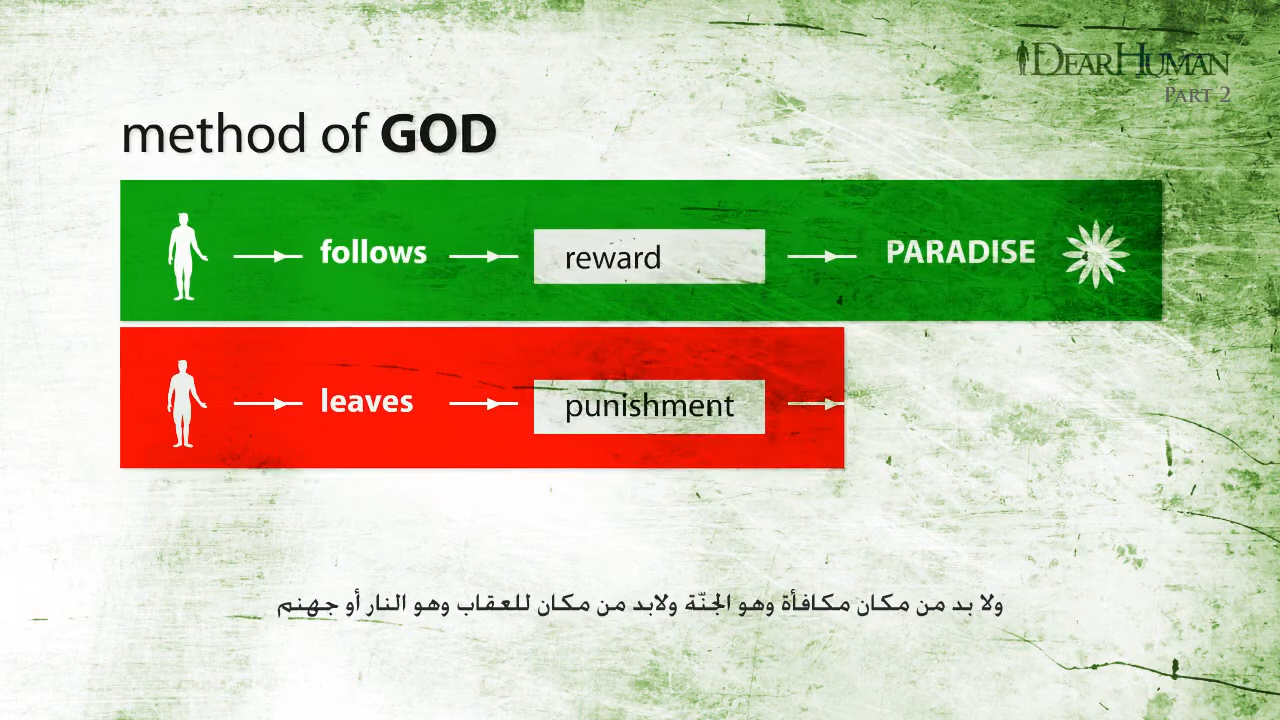 DEARHUMAN
PART 2
method of GOD
follows reward PARADISE
leaves punishment
ولا بد من مكان مكافأة وهو الجنّة ولابد من مكان للعقاب وهو النار أو جهنم